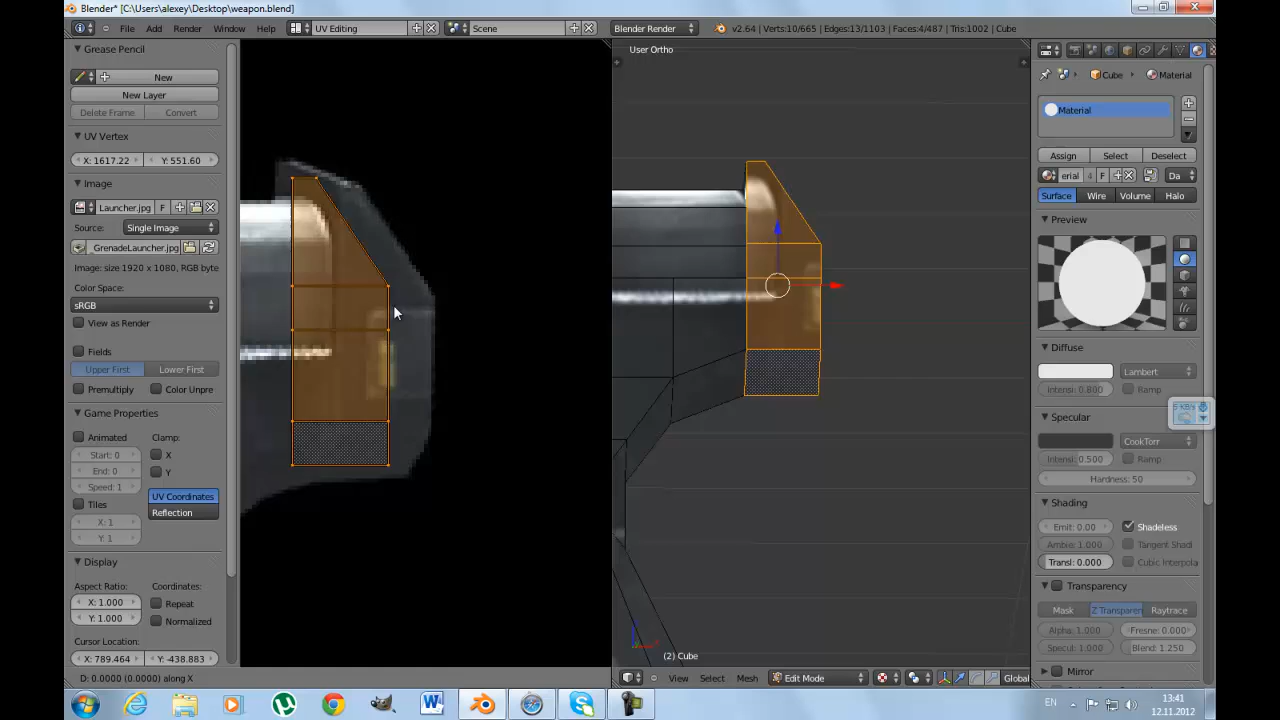 Blender* [C:\Users\alexey\Desktop\weapon.blend]
File Render Window Help UV Editing Scene Blender Render v2.64 | Verts:10/665 | Edges:13/1103 | Faces:4/487 | Tris:1002 | Cube
Grease Pencil
New
New Layer
Delete Frame Convert
UV Vertex
X: 1617.22 Y: 551.60
Image
Launcher.jpg F
Source: Single Image
GrenadeLauncher.jpg
Image: size 1920 x 1080, RGB byte
Color Space:
sRGB
View as Render
Fields
Upper First Lower First
Premultiply Color Unpre
Game Properties
Animated Clamp:
Start: 0 X
End: 0 Y
Speed: 1
Tiles UV Coordinates
X: 1 Reflection
Y: 1
Display
Aspect Ratio: Coordinates:
X: 1.000 Repeat
Y: 1.000 Normalized
Cursor Location:
X: 789.464 Y: -438.883
D: 0.0000 (0.0000) along X
User Ortho
(2) Cube
View Select Mesh Edit Mode Global
Cube Material
Material
Assign Select Deselect
erial 4 F Da
Surface Wire Volume Halo
Preview
Diffuse
Lambert
Intensi: 0.800 Ramp
Specular
CookTorr
Intensi: 0.500 Ramp
Hardness: 50
Shading
Emit: 0.00 Shadeless
Ambie: 1.000 Tangent Shadi
Transl: 0.000 Cubic Interpola
Transparency
Mask Z Transparen Raytrace
Alpha: 1.000 Fresne: 0.000
Specul: 1.000 Blend: 1.250
Mirror
EN 13:41
12.11.2012